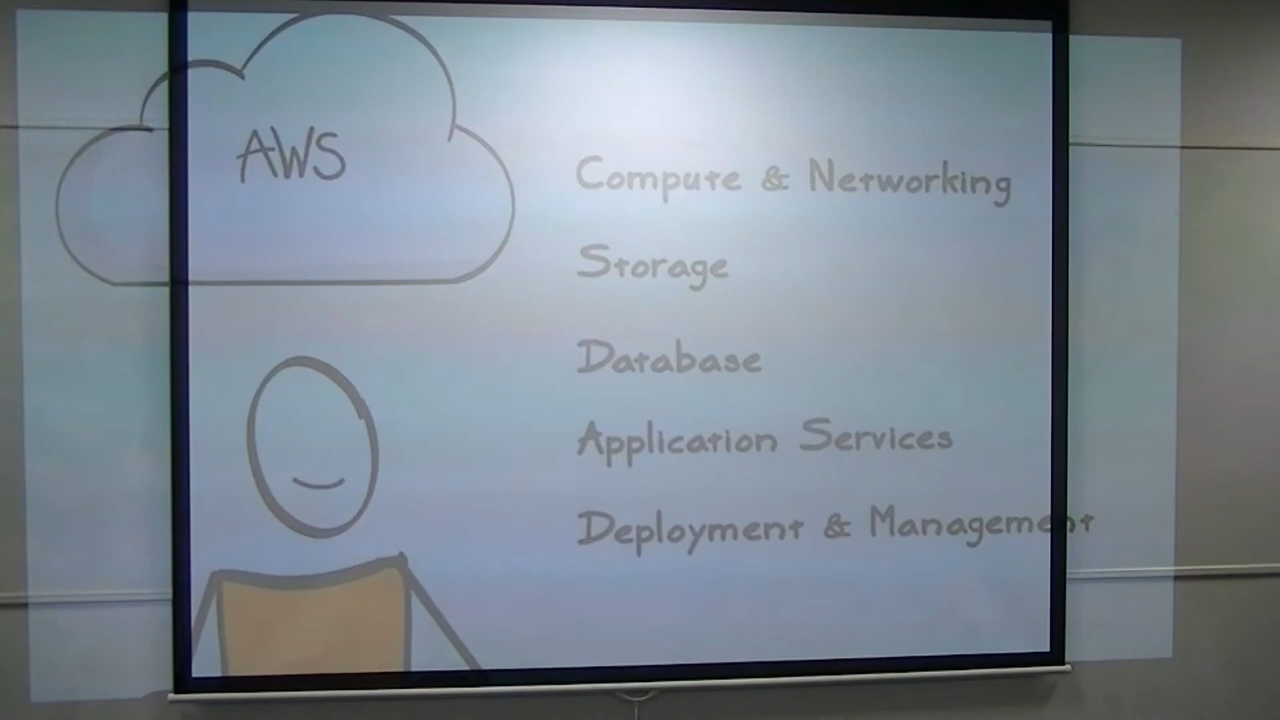 AWS
Compute & Networking
Storage
Database
Application Services
Deployment & Management